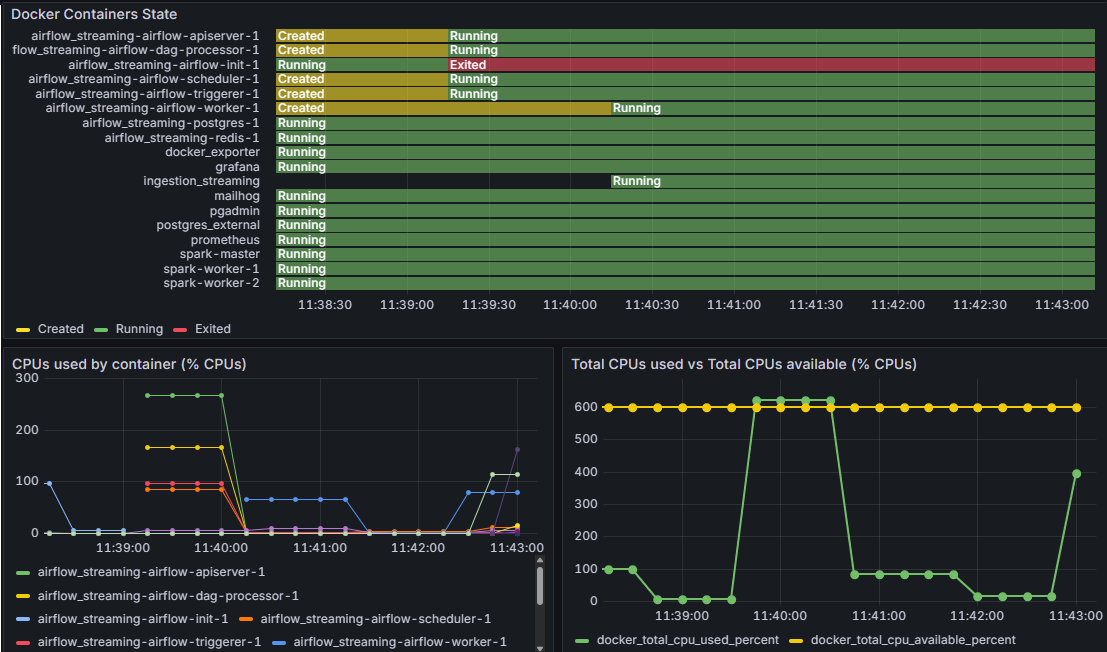 Docker Containers State
airflow_streaming-airflow-apiserver-1 Created Running
flow_streaming-airflow-dag-processor-1 Created Running
airflow_streaming-airflow-init-1 Running Exited
airflow_streaming-airflow-scheduler-1 Created Running
airflow_streaming-airflow-triggerer-1 Created Running
airflow_streaming-airflow-worker-1 Created Running
airflow_streaming-postgres-1 Running
airflow_streaming-redis-1 Running
docker_exporter Running
grafana Running
ingestion_streaming Running
mailhog Running
pgadmin Running
postgres_external Running
prometheus Running
spark-master Running
spark-worker-1 Running
spark-worker-2 Running
11:38:30 11:39:00 11:39:30 11:40:00 11:40:30 11:41:00 11:41:30 11:42:00 11:42:30 11:43:00
Created Running Exited
CPUs used by container (% CPUs)
300
200
100
0
11:39:00 11:40:00 11:41:00 11:42:00 11:43:00
airflow_streaming-airflow-apiserver-1
airflow_streaming-airflow-dag-processor-1
airflow_streaming-airflow-init-1 airflow_streaming-airflow-scheduler-1
airflow_streaming-airflow-triggerer-1 airflow_streaming-airflow-worker-1
Total CPUs used vs Total CPUs available (% CPUs)
600
500
400
300
200
100
0
11:39:00 11:40:00 11:41:00 11:42:00 11:43:00
docker_total_cpu_used_percent docker_total_cpu_available_percent